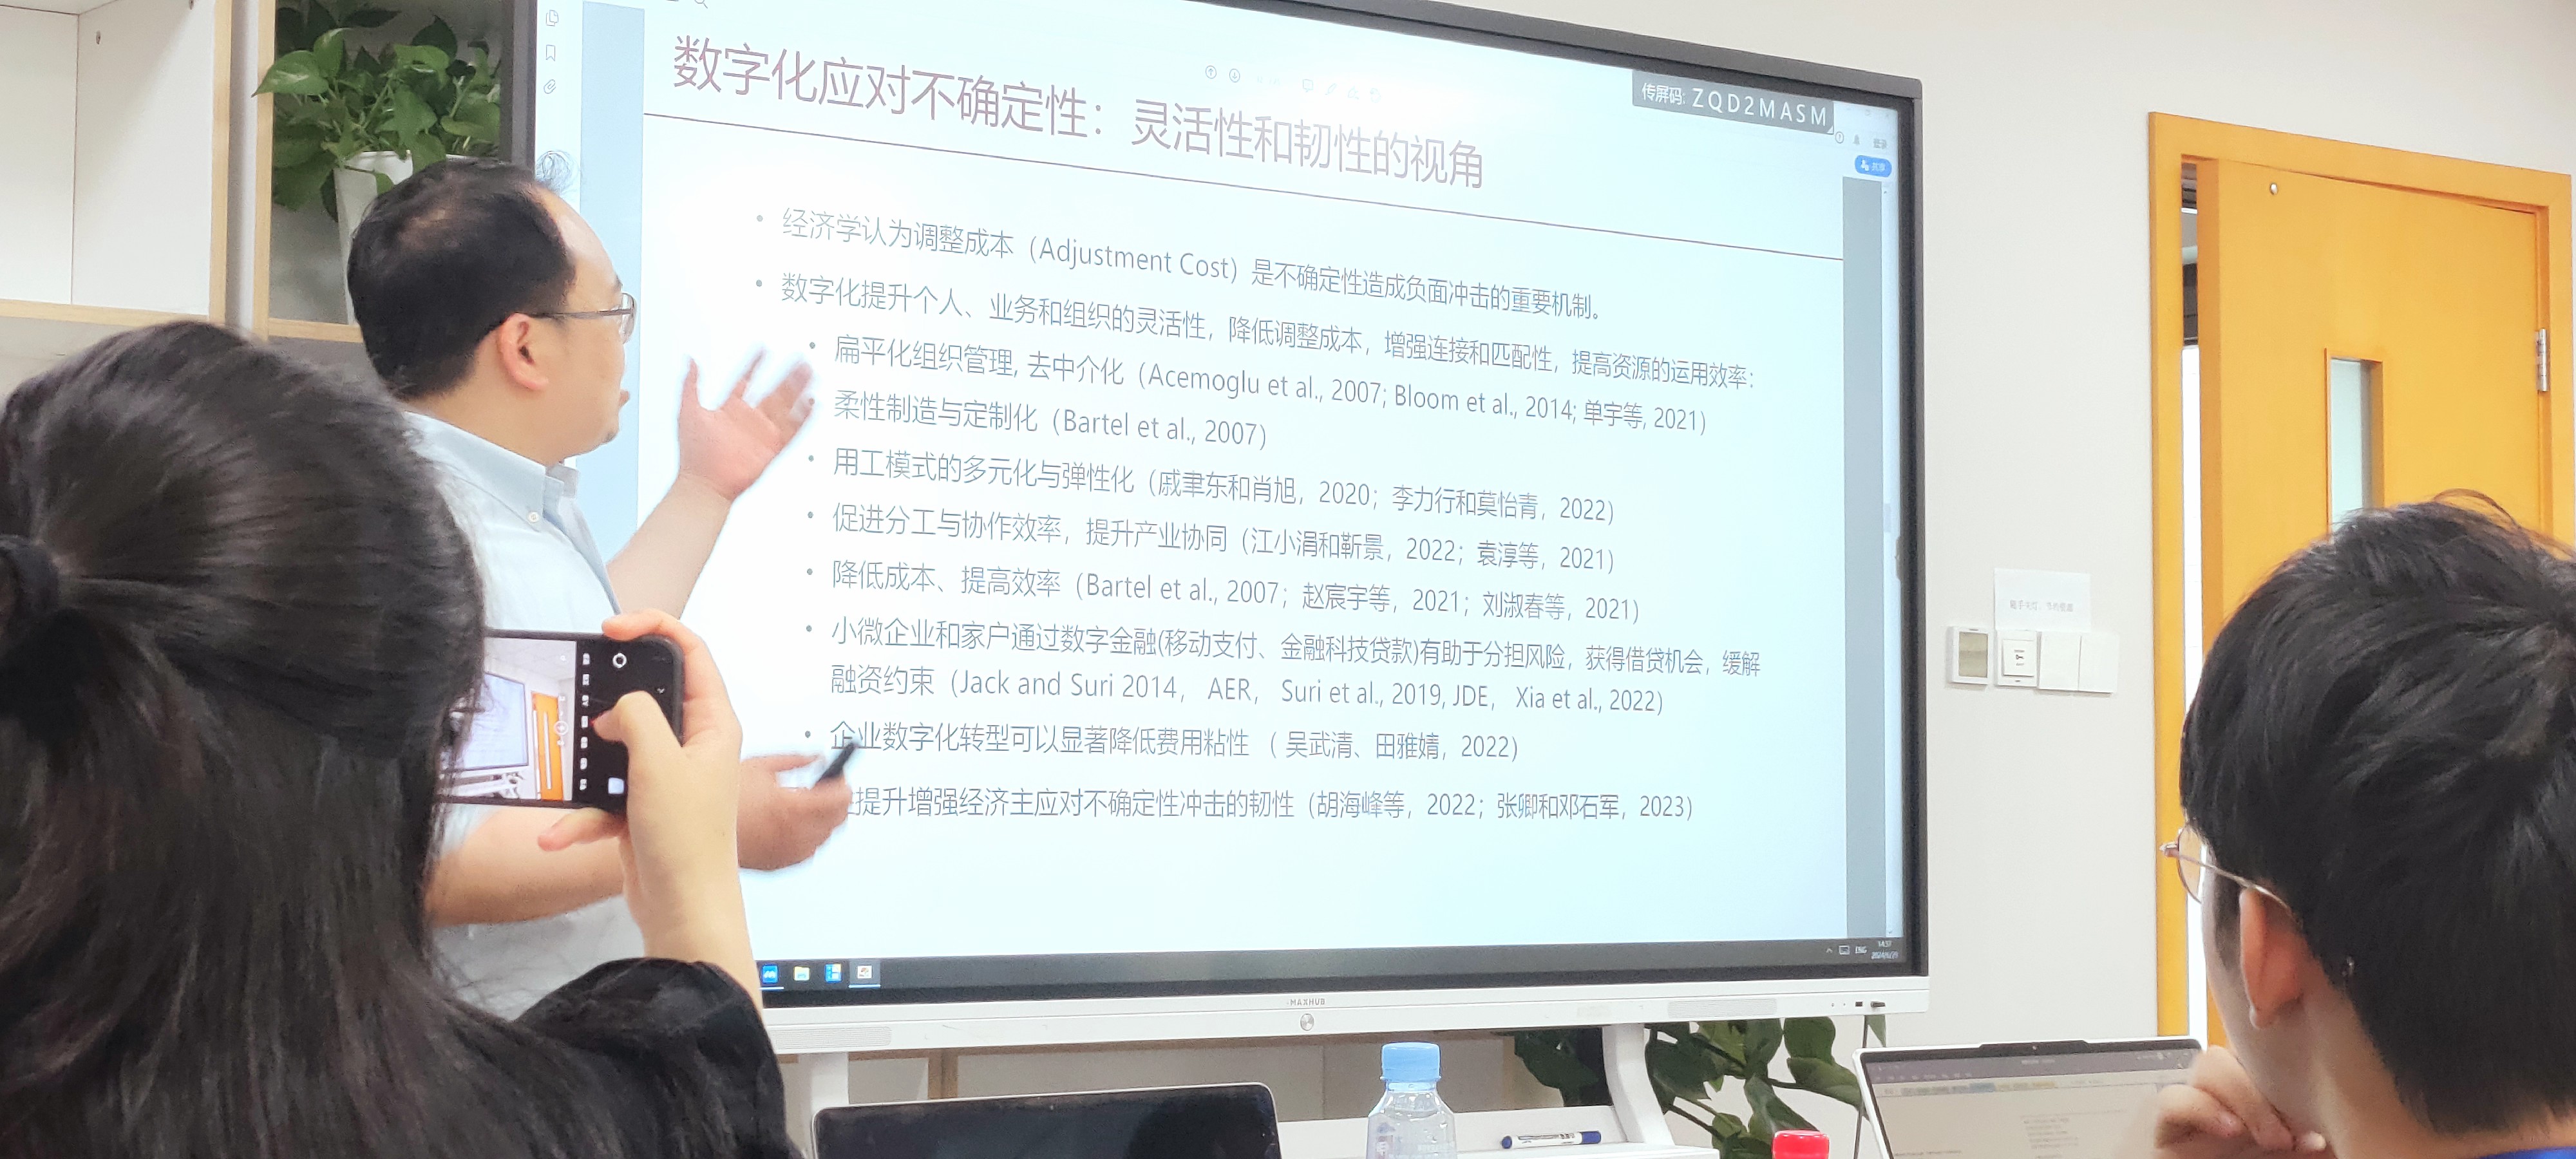 数字化应对不确定性：灵活性和韧性的视角
传屏码: ZQD2MASM
登录
共享
• 经济学认为调整成本（Adjustment Cost）是不确定性造成负面冲击的重要机制。
• 数字化提升个人、业务和组织的灵活性，降低调整成本，增强连接和匹配性，提高资源的运用效率：
• 扁平化组织管理, 去中介化（Acemoglu et al., 2007; Bloom et al., 2014; 单宇等, 2021）
柔性制造与定制化（Bartel et al., 2007）
• 用工模式的多元化与弹性化（戚聿东和肖旭，2020；李力行和莫怡青，2022）
• 促进分工与协作效率，提升产业协同（江小涓和靳景，2022；袁淳等，2021）
• 降低成本、提高效率（Bartel et al., 2007；赵宸宇等，2021；刘淑春等，2021）
• 小微企业和家户通过数字金融(移动支付、金融科技贷款)有助于分担风险，获得借贷机会，缓解
融资约束（Jack and Suri 2014， AER， Suri et al., 2019, JDE， Xia et al., 2022）
• 企业数字化转型可以显著降低费用粘性 （ 吴武清、田雅婧，2022）
提升增强经济主应对不确定性冲击的韧性（胡海峰等，2022；张卿和邓石军，2023）
ENG
14:37
MAXHUB